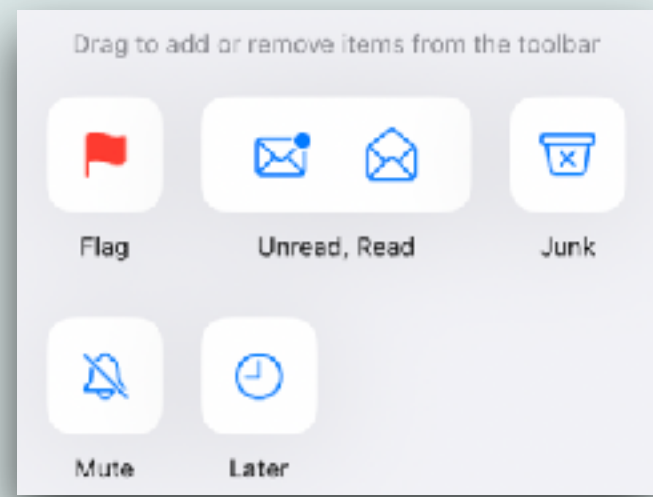 Drag to add or remove items from the toolbar
Flag
Unread, Read
Junk
Mute
Later